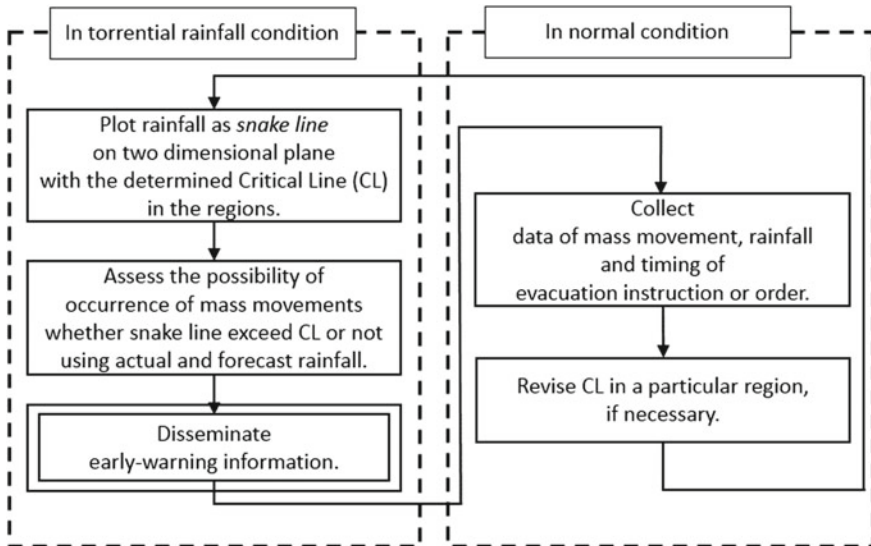 In torrential rainfall condition
In normal condition
Plot rainfall as snake line
on two dimensional plane
with the determined Critical Line (CL)
in the regions.
Assess the possibility of
occurrence of mass movements
whether snake line exceed CL or not
using actual and forecast rainfall.
Disseminate
early-warning information.
Collect
data of mass movement, rainfall
and timing of
evacuation instruction or order.
Revise CL in a particular region,
if necessary.